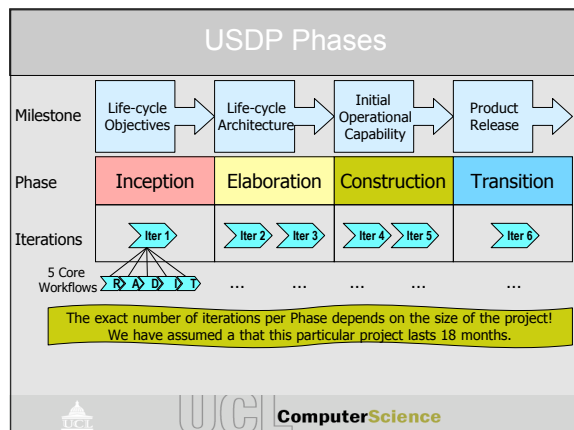 USDP Phases
Milestone
Life-cycle
Objectives
Life-cycle
Architecture
Initial
Operational
Capability
Product
Release
Phase
Inception
Elaboration
Construction
Transition
Iterations
Iter 1
Iter 2
Iter 3
Iter 4
Iter 5
Iter 6
5 Core
Workflows
R
A
D
I
T
...
...
...
...
...
The exact number of iterations per Phase depends on the size of the project!
We have assumed a that this particular project lasts 18 months.
UCL
UCL
ComputerScience